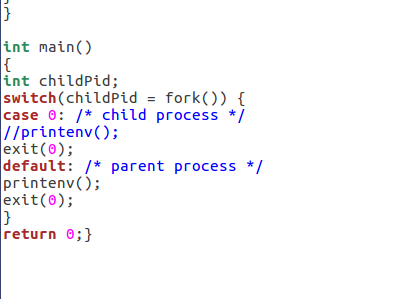 }
int main()
{
int childPid;
switch(childPid = fork()) {
case 0: /* child process */
//printenv();
exit(0);
default: /* parent process */
printenv();
exit(0);
}
return 0;}